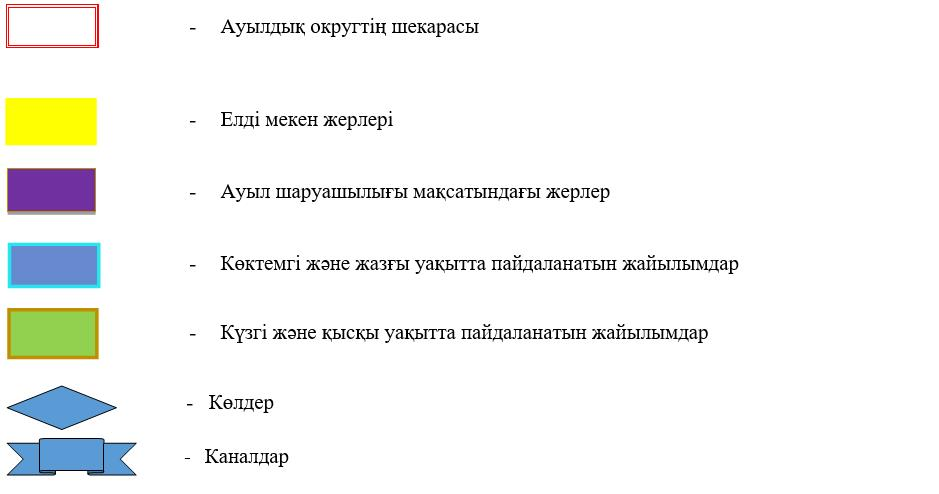 - Ауылдық округтің шекарасы
- Елді мекен жерлері
- Ауыл шаруашылығы мақсатындағы жерлер
- Көктемгі және жазғы уақытта пайдаланатын жайылымдар
- Күзгі және қысқы уақытта пайдаланатын жайылымдар
- Көлдер
- Каналдар